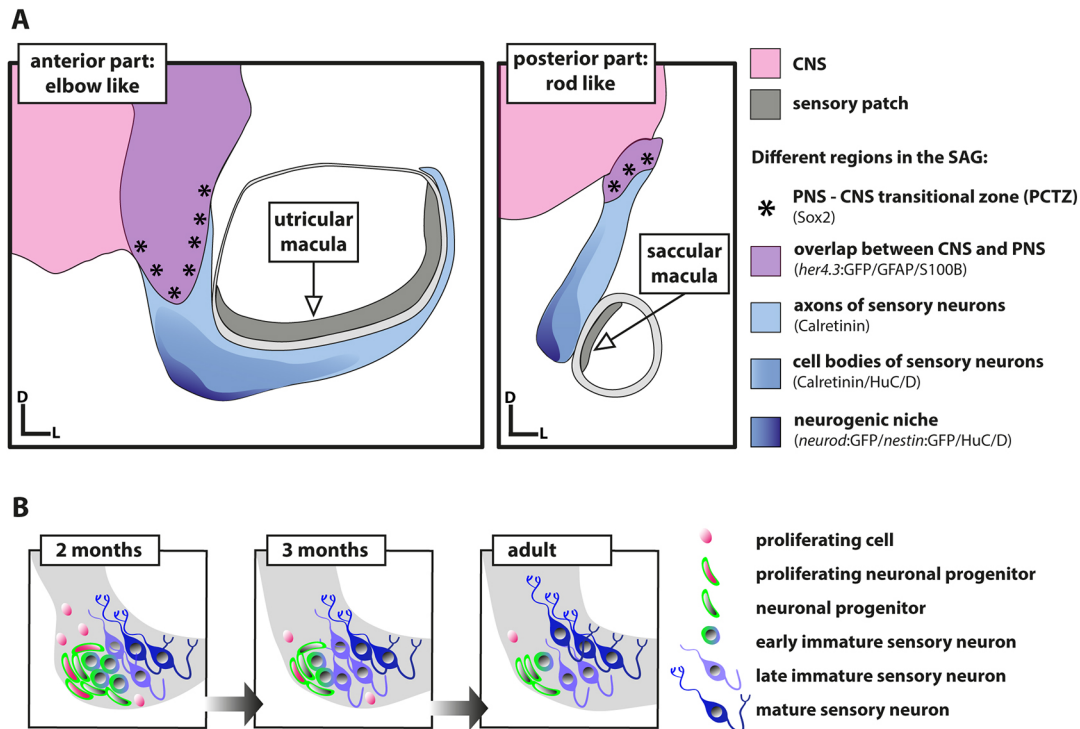 A
anterior part:
elbow like
utricular
macula
D
L
posterior part:
rod like
saccular
macula
D
L
CNS
sensory patch
Different regions in the SAG:
* PNS - CNS transitional zone (PCTZ)
(Sox2)
overlap between CNS and PNS
(her4.3:GFP/GFAP/S100B)
axons of sensory neurons
(Calretinin)
cell bodies of sensory neurons
(Calretinin/HuC/D)
neurogenic niche
(neurod:GFP/nestin:GFP/HuC/D)
B
2 months
3 months
adult
proliferating cell
proliferating neuronal progenitor
neuronal progenitor
early immature sensory neuron
late immature sensory neuron
mature sensory neuron